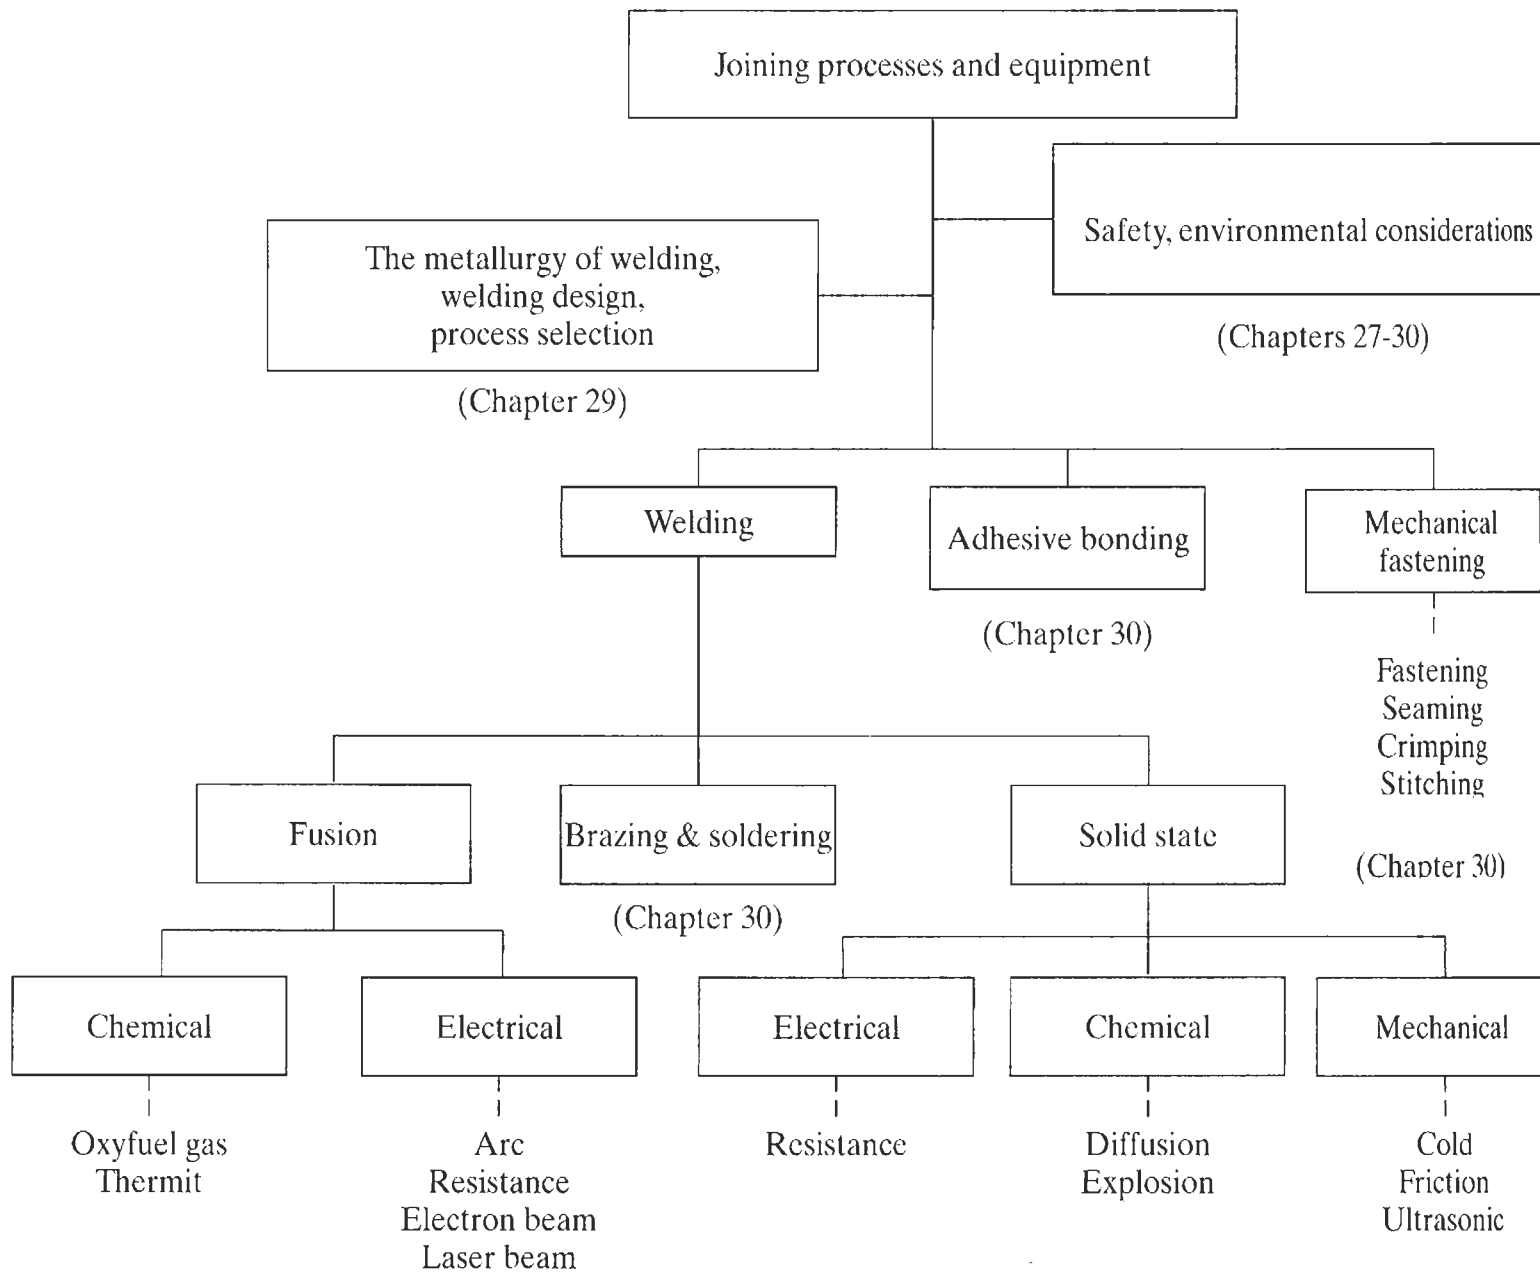 Joining processes and equipment
Safety, environmental considerations
(Chapters 27-30)
The metallurgy of welding,
welding design,
process selection
(Chapter 29)
Welding
Adhesive bonding
(Chapter 30)
Mechanical
fastening
Fastening
Seaming
Crimping
Stitching
(Chapter 30)
Fusion
Brazing & soldering
(Chapter 30)
Solid state
Chemical
Electrical
Electrical
Chemical
Mechanical
Oxyfuel gas
Thermit
Arc
Resistance
Electron beam
Laser beam
Resistance
Diffusion
Explosion
Cold
Friction
Ultrasonic